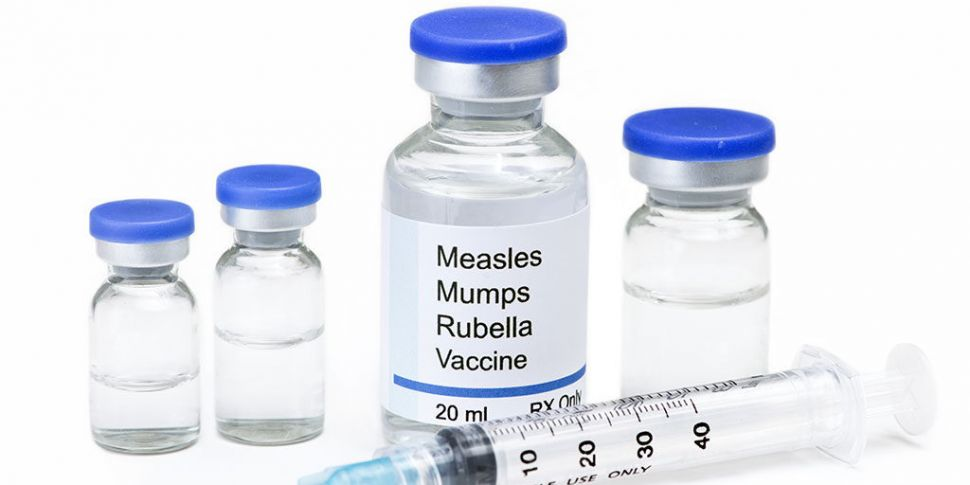 Measles
Mumps
Rubella
Vaccine
20 ml RX Only
10 20 30 40
USE ONLY